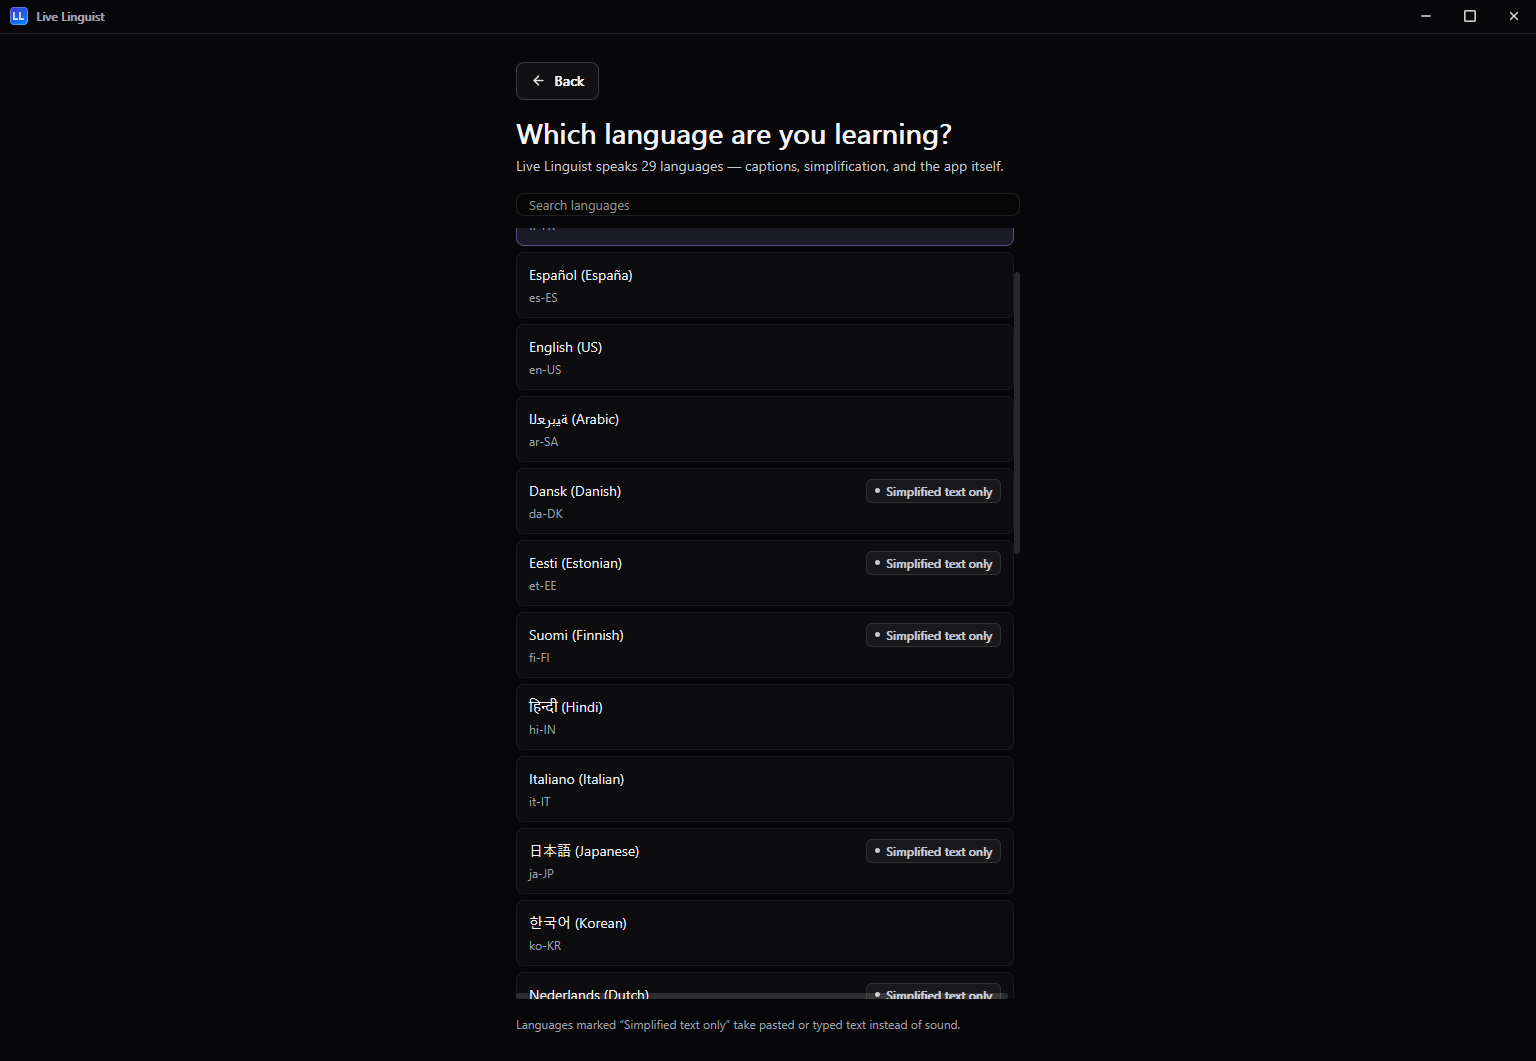 LL Live Linguist
← Back
Which language are you learning?
Live Linguist speaks 29 languages — captions, simplification, and the app itself.
Search languages
Español (España)
es-ES
English (US)
en-US
العربية (Arabic)
ar-SA
Dansk (Danish)
• Simplified text only
da-DK
Eesti (Estonian)
• Simplified text only
et-EE
Suomi (Finnish)
• Simplified text only
fi-FI
हिन्दी (Hindi)
hi-IN
Italiano (Italian)
it-IT
日本語 (Japanese)
• Simplified text only
ja-JP
한국어 (Korean)
ko-KR
Nederlands (Dutch)
• Simplified text only
Languages marked “Simplified text only” take pasted or typed text instead of sound.